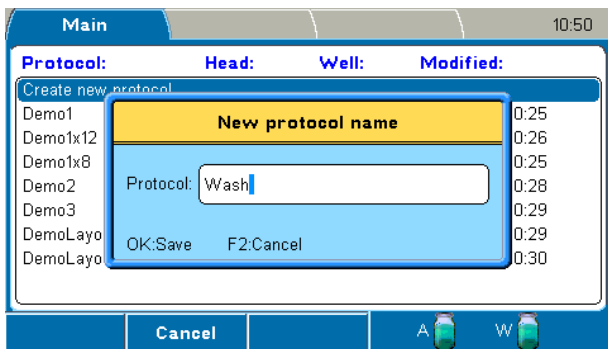 Main 10:50
Protocol: Head: Well: Modified:
Create new protocol
Demo1 0:25
Demo1x12 0:26
Demo1x8 0:25
Demo2 0:28
Demo3 0:29
DemoLayo 0:29
DemoLayo 0:30
New protocol name
Protocol: Wash
OK:Save F2:Cancel
Cancel A W